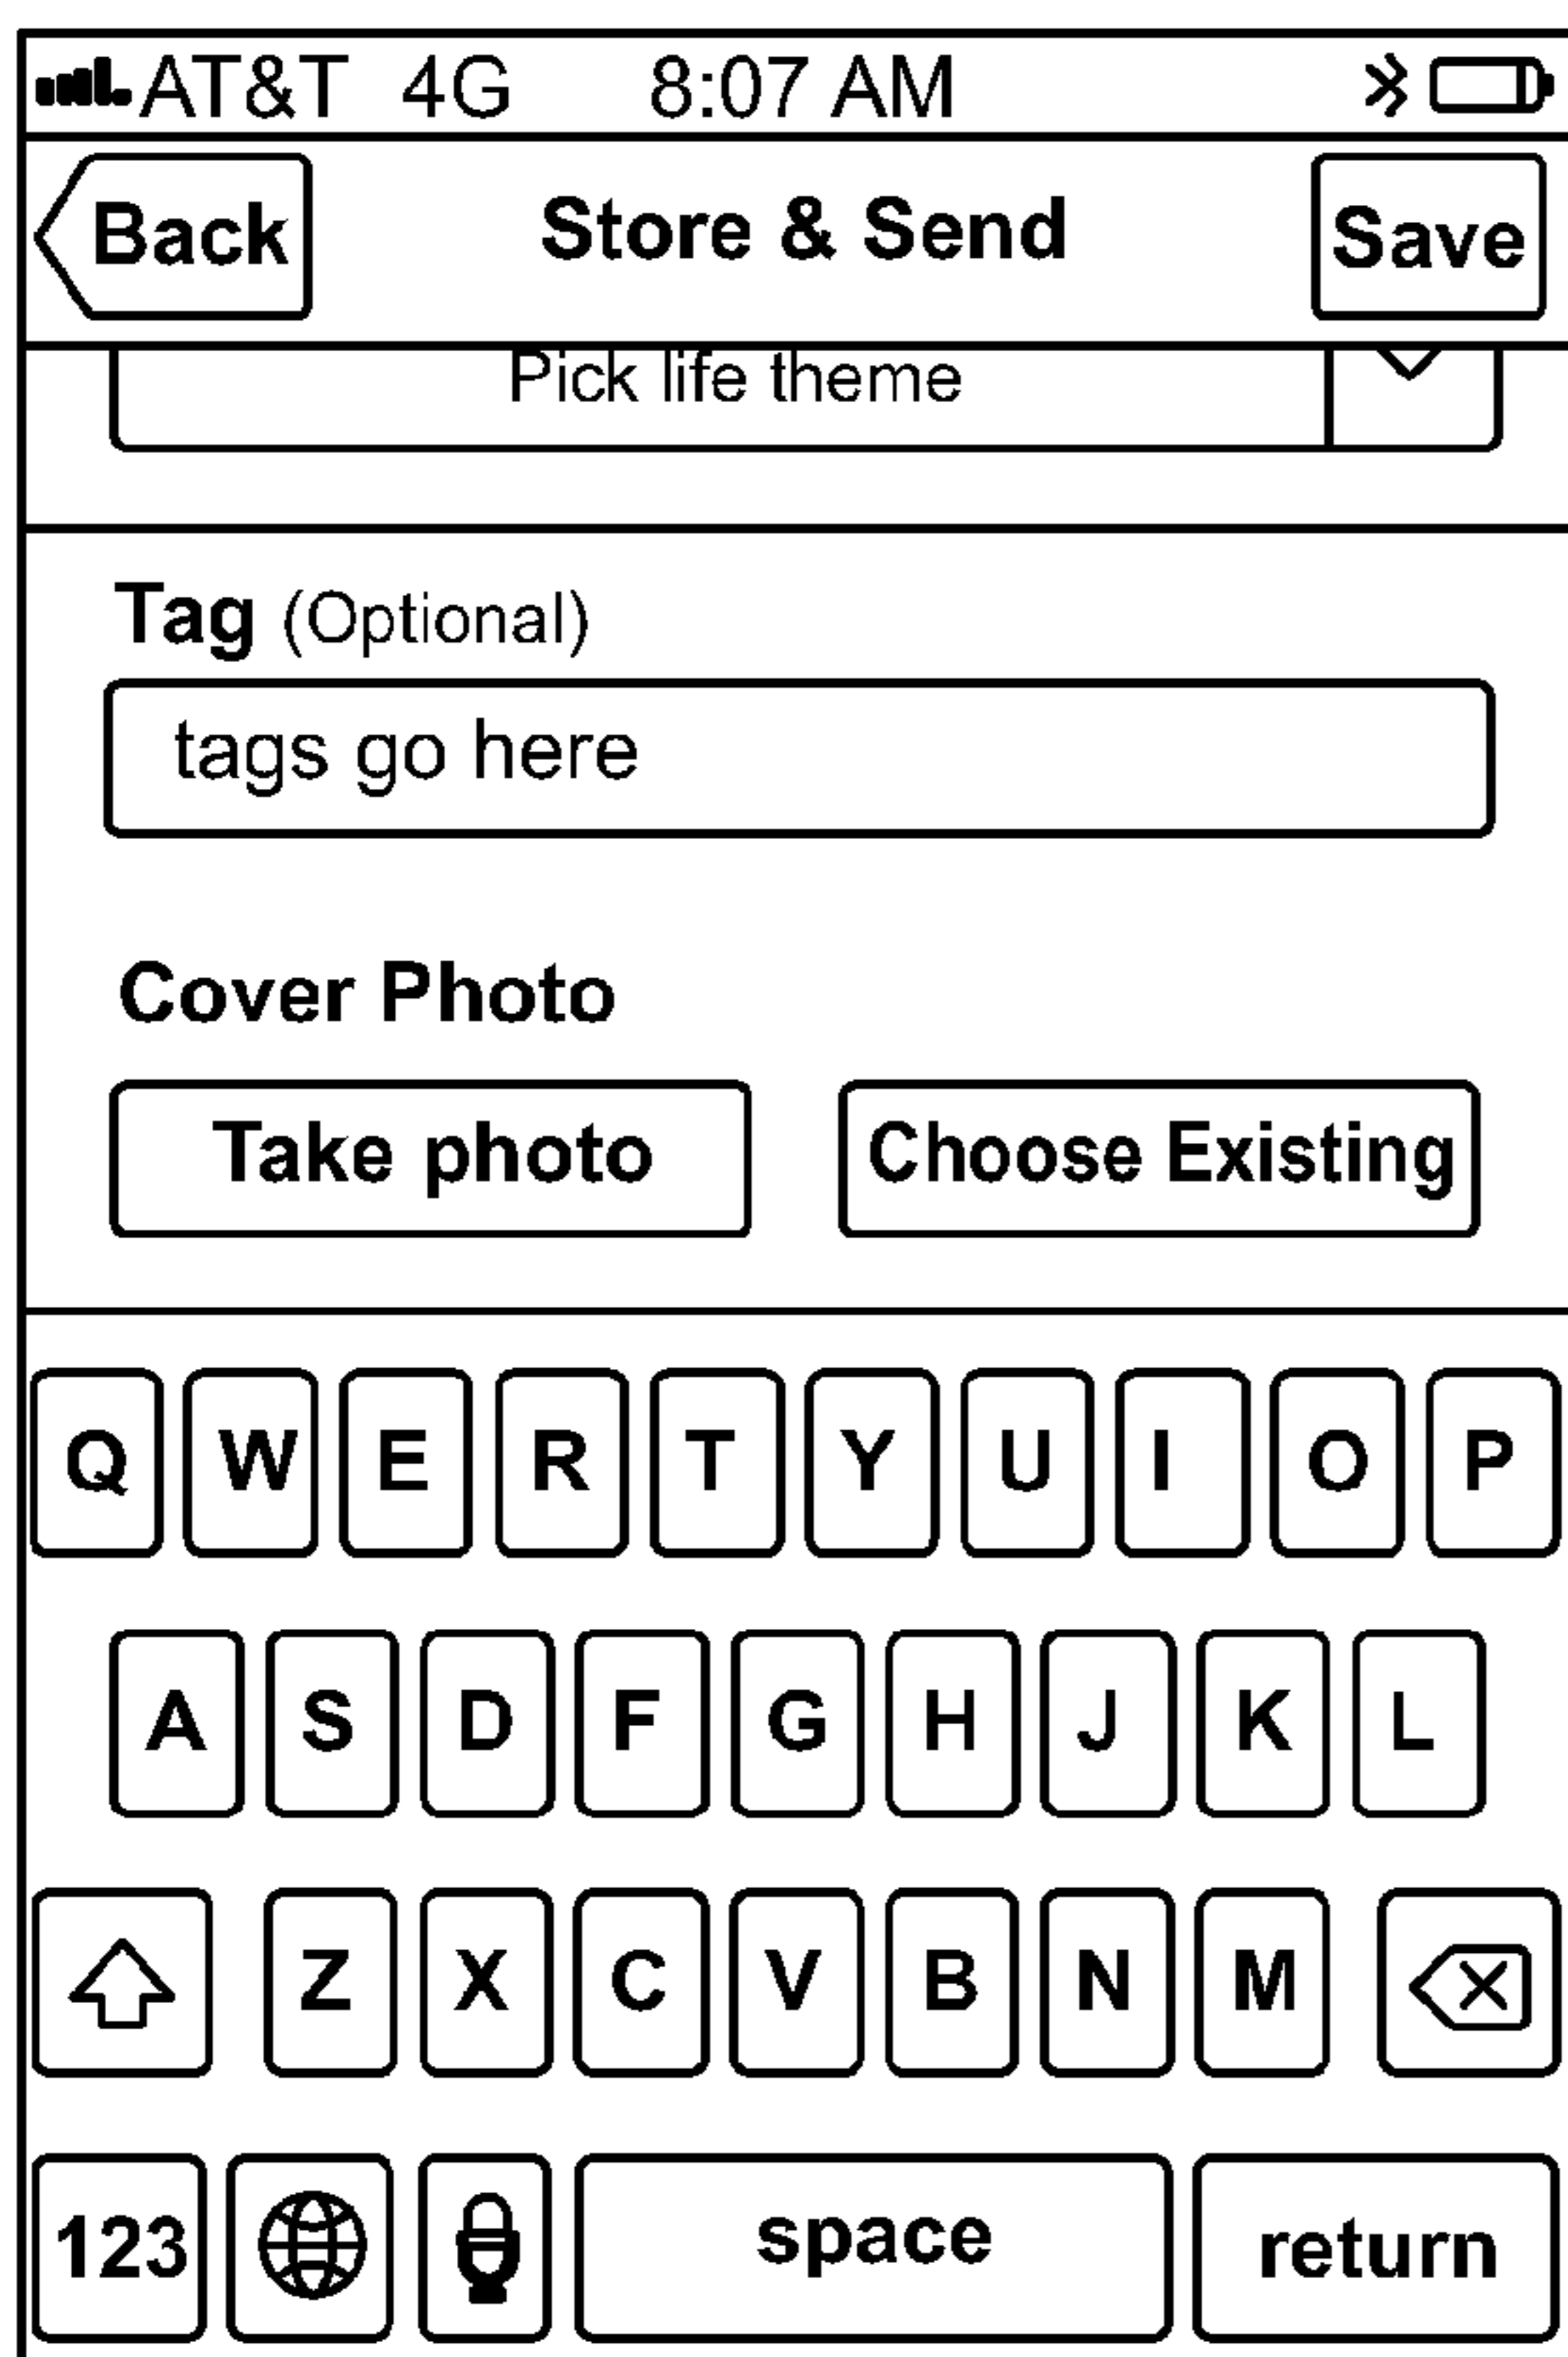 AT&T 4G 8:07 AM
Back Store & Send Save
Pick life theme
Tag (Optional)
tags go here
Cover Photo
Take photo Choose Existing
Q W E R T Y U I O P
A S D F G H J K L
Z X C V B N M
123 space return